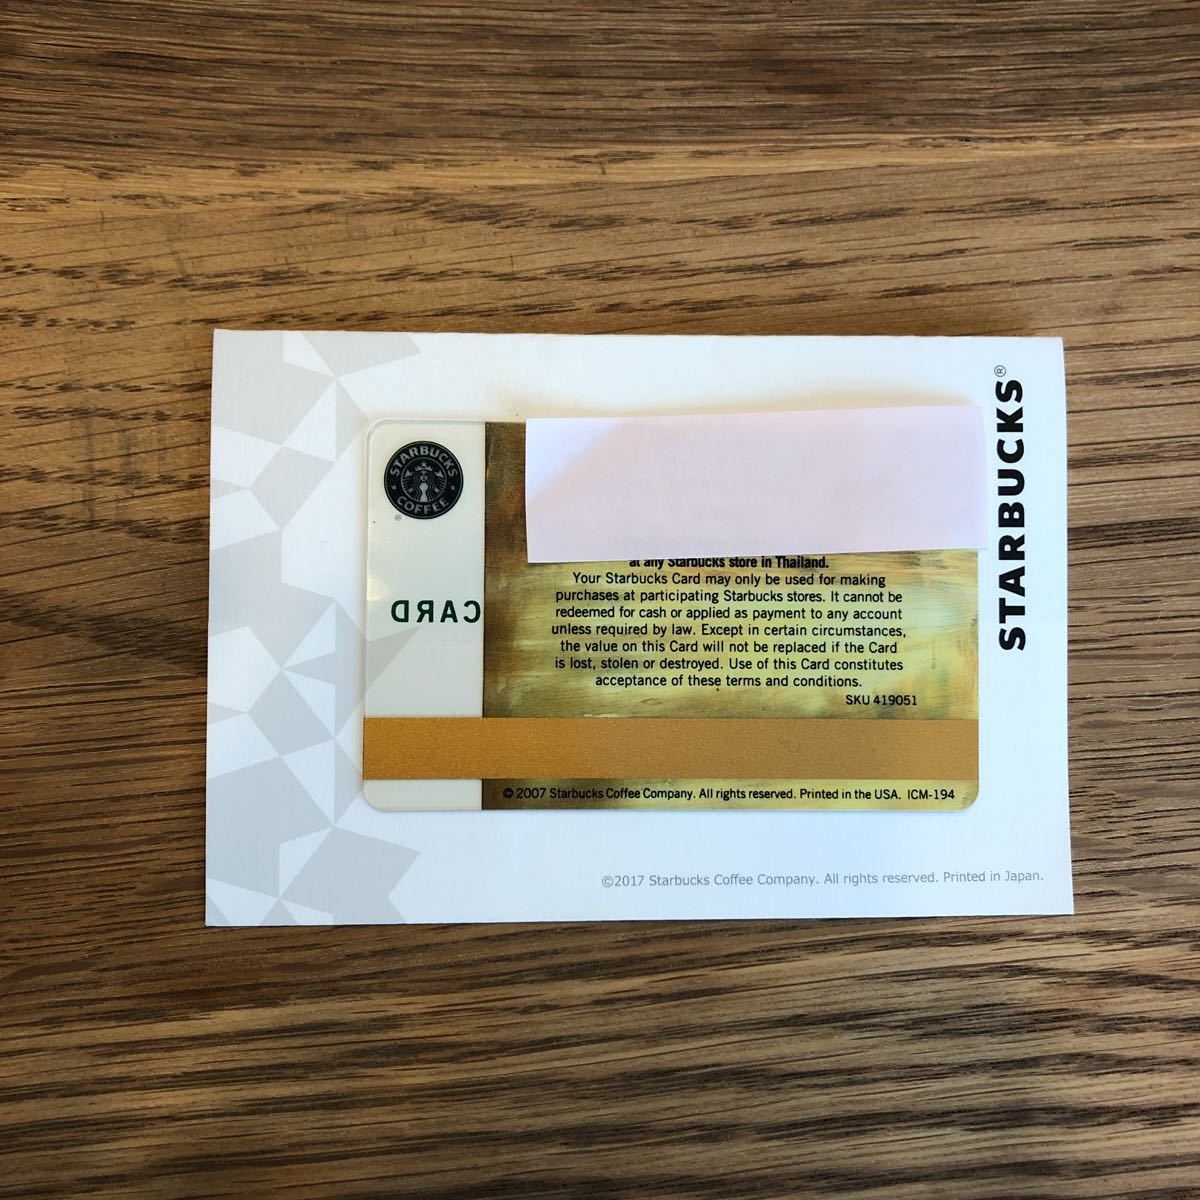 STARBUCKS®
STARBUCKS
COFFEE
®
CARD
at any Starbucks store in Thailand.
Your Starbucks Card may only be used for making
purchases at participating Starbucks stores. It cannot be
redeemed for cash or applied as payment to any account
unless required by law. Except in certain circumstances,
the value on this Card will not be replaced if the Card
is lost, stolen or destroyed. Use of this Card constitutes
acceptance of these terms and conditions.
SKU 419051
© 2007 Starbucks Coffee Company. All rights reserved. Printed in the USA. ICM-194
©2017 Starbucks Coffee Company. All rights reserved. Printed in Japan.